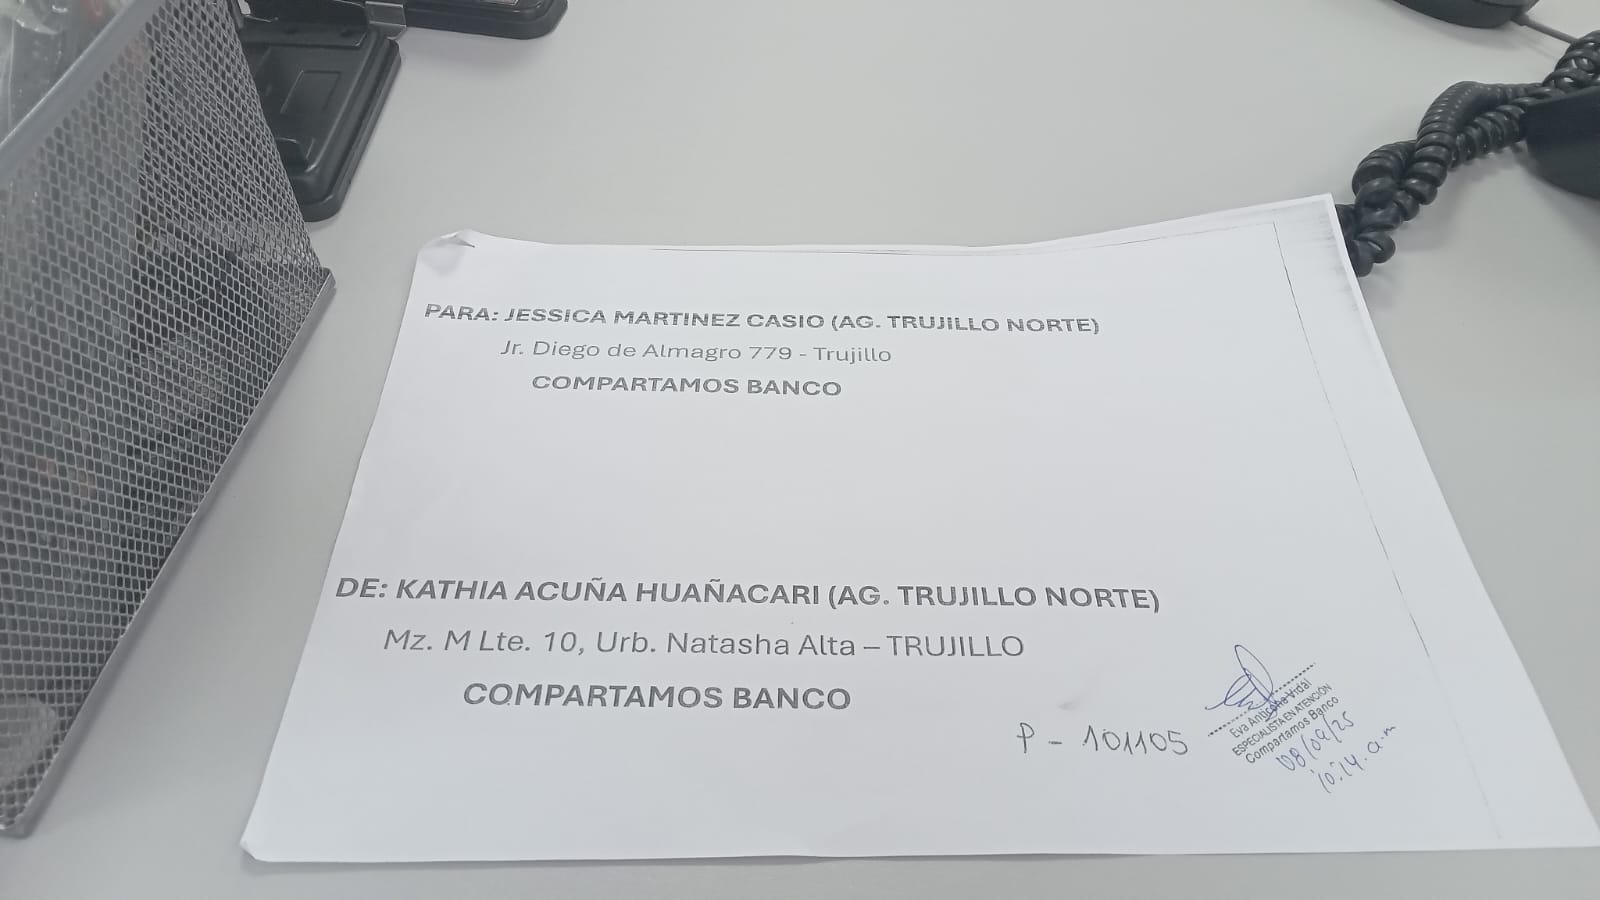 PARA: JESSICA MARTINEZ CASIO (AG. TRUJILLO NORTE)
Jr. Diego de Almagro 779 - Trujillo
COMPARTAMOS BANCO
DE: KATHIA ACUÑA HUAÑACARI (AG. TRUJILLO NORTE)
Mz. M Lte. 10, Urb. Natasha Alta – TRUJILLO
COMPARTAMOS BANCO
P - 101105
Eva Vidal
ESPECIALISTA EN ATENCIÓN
Compartamos Banco
08/09/25
10:14 a.m